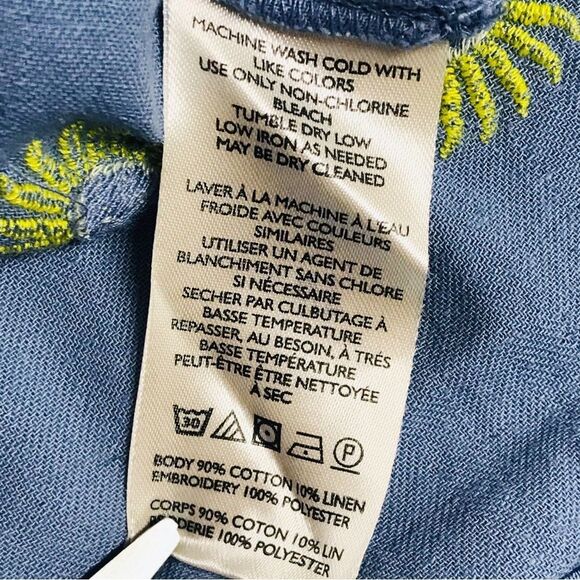 MACHINE WASH COLD WITH
LIKE COLORS
USE ONLY NON-CHLORINE
BLEACH
TUMBLE DRY LOW
LOW IRON AS NEEDED
MAY BE DRY CLEANED
LAVER À LA MACHINE À L'EAU
FROIDE AVEC COULEURS
SIMILAIRES
UTILISER UN AGENT DE
BLANCHIMENT SANS CHLORE
SI NÉCESSAIRE
SECHER PAR CULBUTAGE À
BASSE TEMPERATURE
REPASSER, AU BESOIN, À TRÉS
BASSE TEMPÉRATURE
PEUT-ÊTRE ÊTRE NETTOYÉE
À SEC
30 P
BODY 90% COTTON 10% LINEN
EMBROIDERY 100% POLYESTER
CORPS 90% COTON 10% LIN
100% POLYESTER